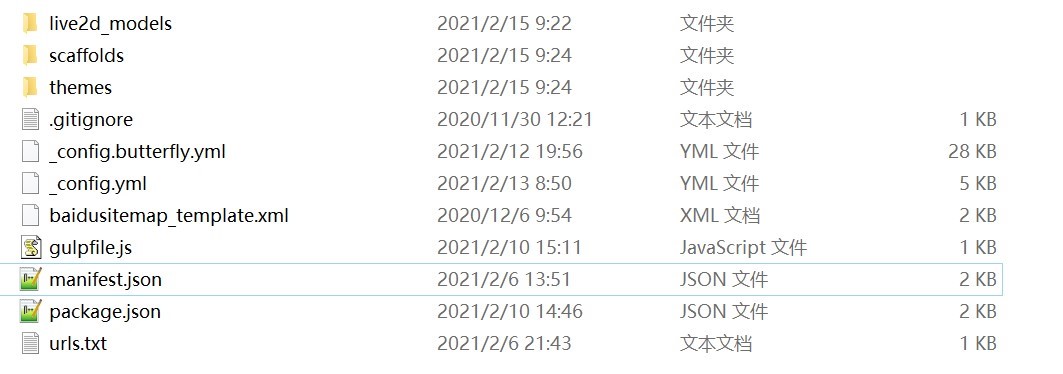 live2d_models 2021/2/15 9:22 文件夹
scaffolds 2021/2/15 9:24 文件夹
themes 2021/2/15 9:24 文件夹
.gitignore 2020/11/30 12:21 文本文档 1 KB
_config.butterfly.yml 2021/2/12 19:56 YML 文件 28 KB
_config.yml 2021/2/13 8:50 YML 文件 5 KB
baidusitemap_template.xml 2020/12/6 9:54 XML 文档 2 KB
gulpfile.js 2021/2/10 15:11 JavaScript 文件 1 KB
manifest.json 2021/2/6 13:51 JSON 文件 2 KB
package.json 2021/2/10 14:46 JSON 文件 2 KB
urls.txt 2021/2/6 21:43 文本文档 1 KB